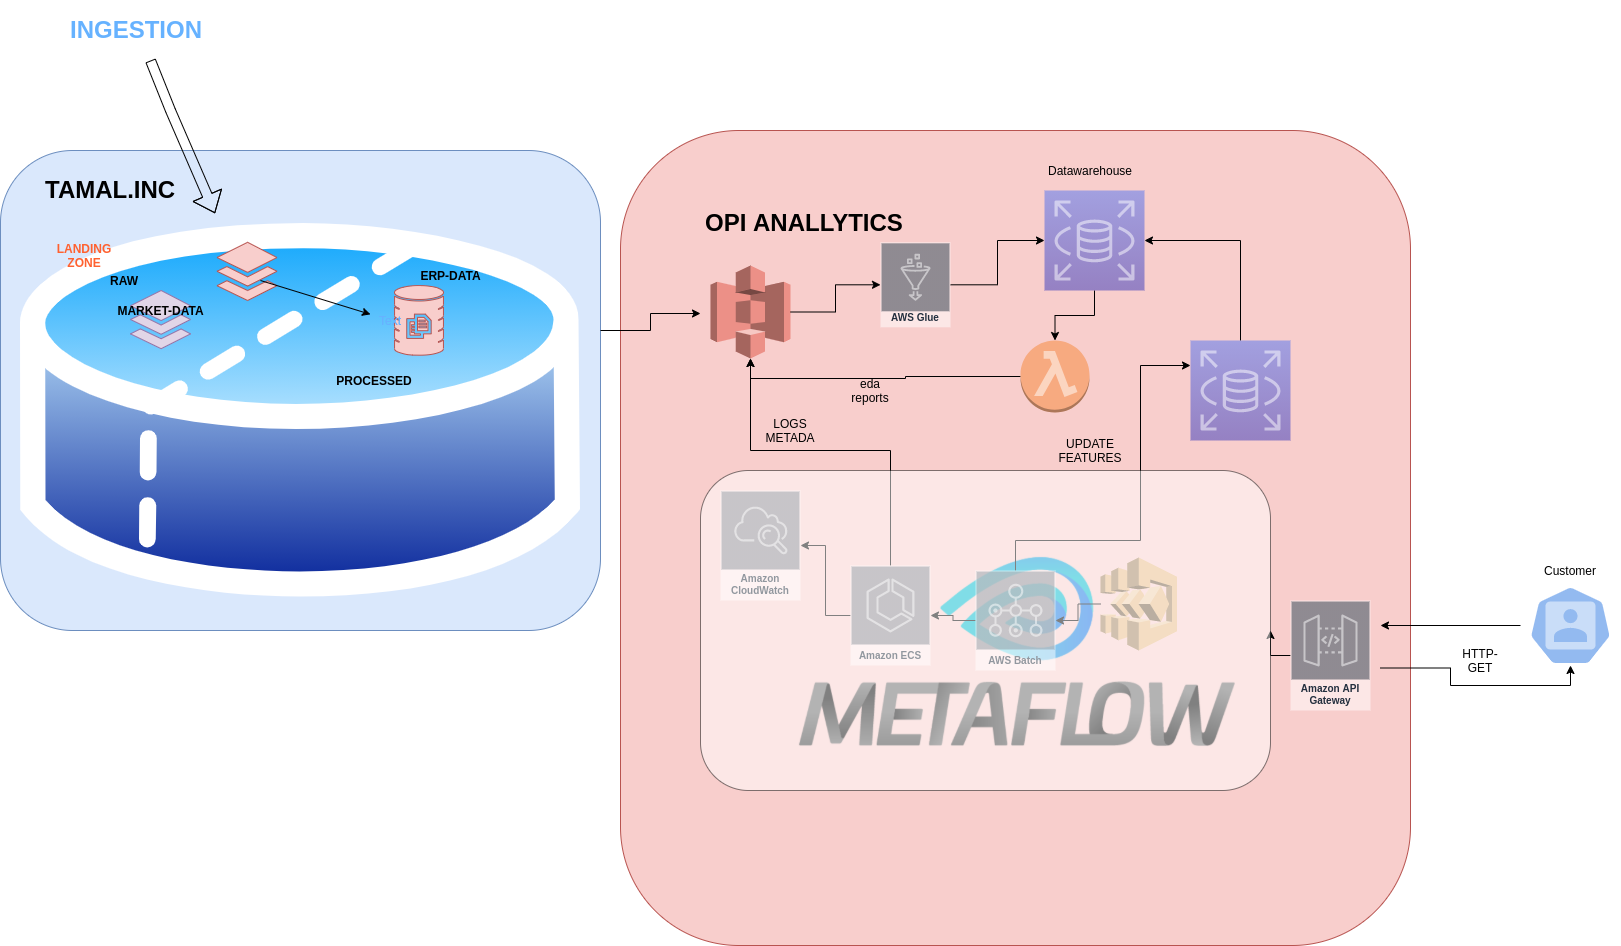 INGESTION
TAMAL.INC
LANDING
ZONE
RAW
MARKET-DATA
ERP-DATA
Text
PROCESSED
OPI ANALLYTICS
Datawarehouse
AWS Glue
eda
reports
LOGS
METADA
UPDATE
FEATURES
Amazon
CloudWatch
Amazon ECS
AWS Batch
METAFLOW
Amazon API
Gateway
Customer
HTTP-
GET